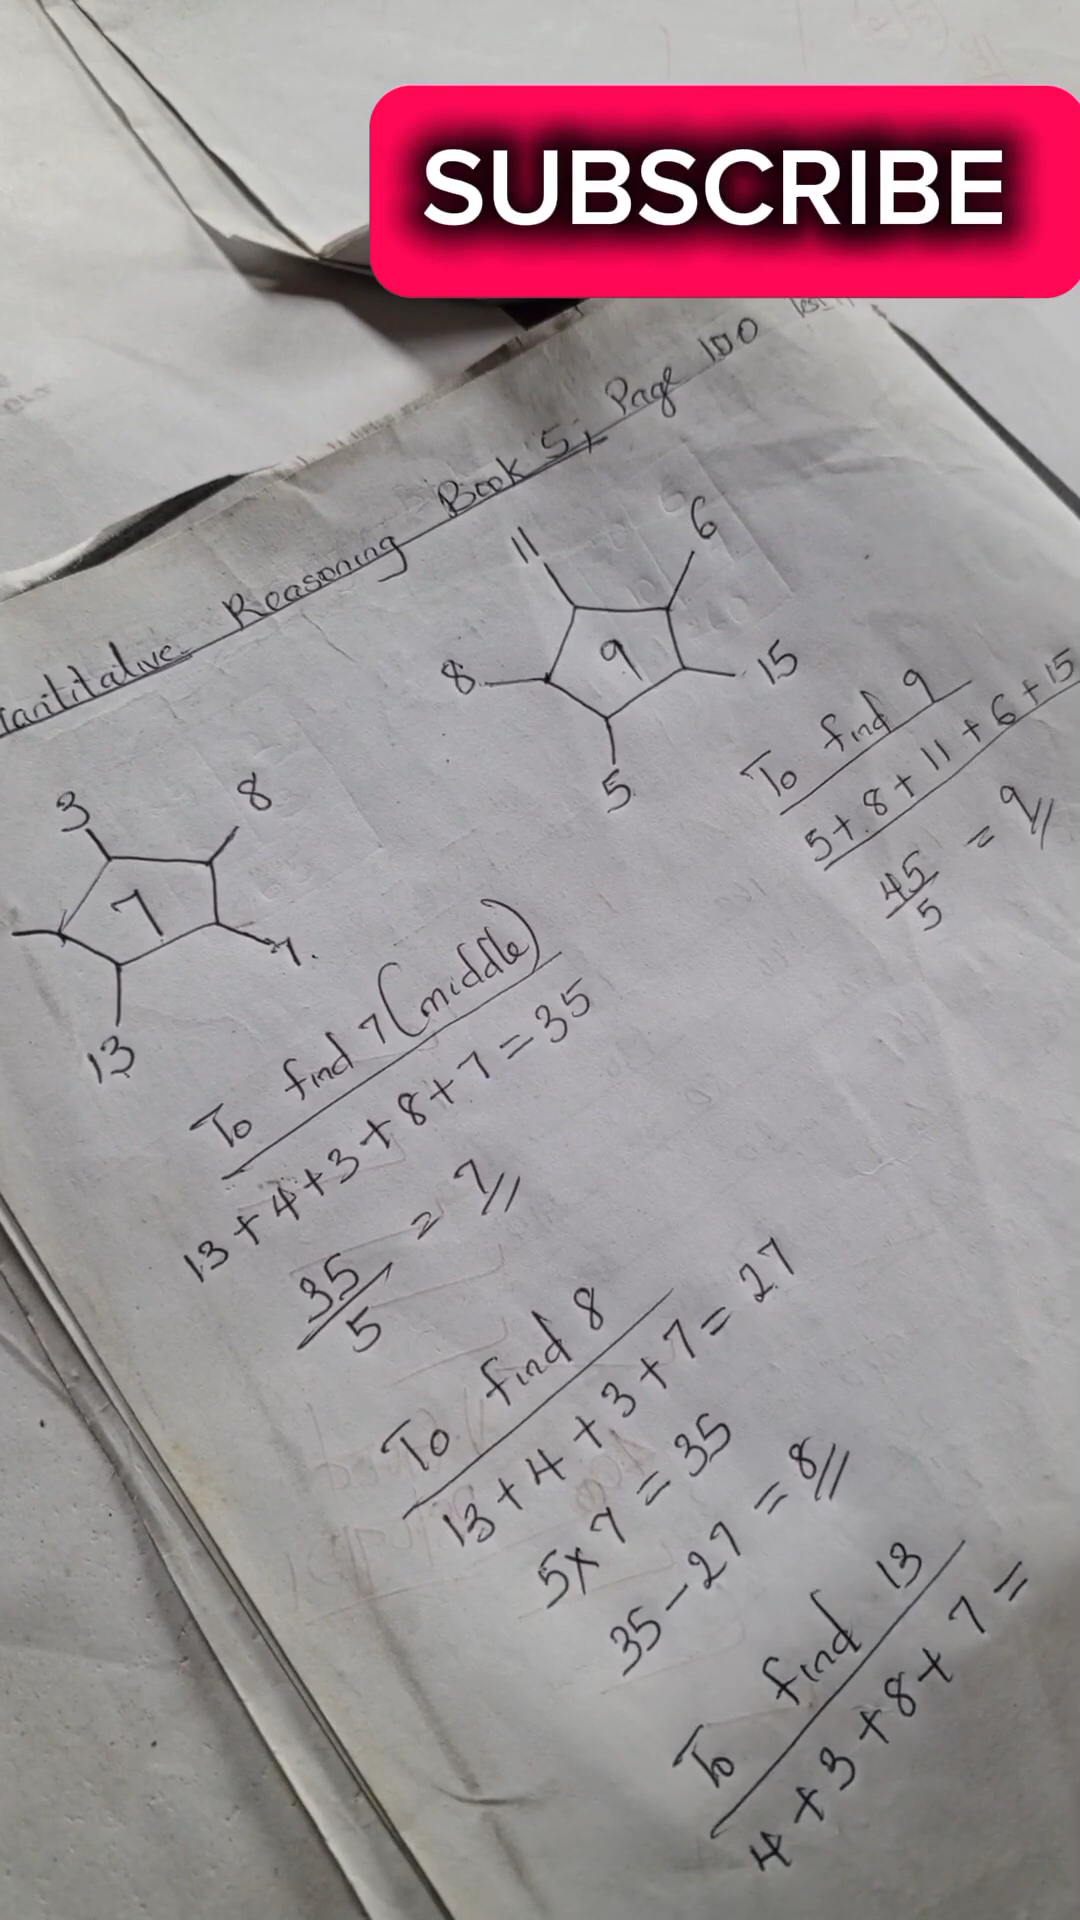 SUBSCRIBE
Reasoning Book 5, Page 100
11
6
8
9
15
5
To find 9
5+8+11+6+15
45/5 = 9
3
8
7
7.
13
To find 7 (middle)
13+4+3+8+7=35
35/5 = 7
To find 8
13+4+3+7=27
5x7=35
35-27=8
To find 13
4+3+8+7=